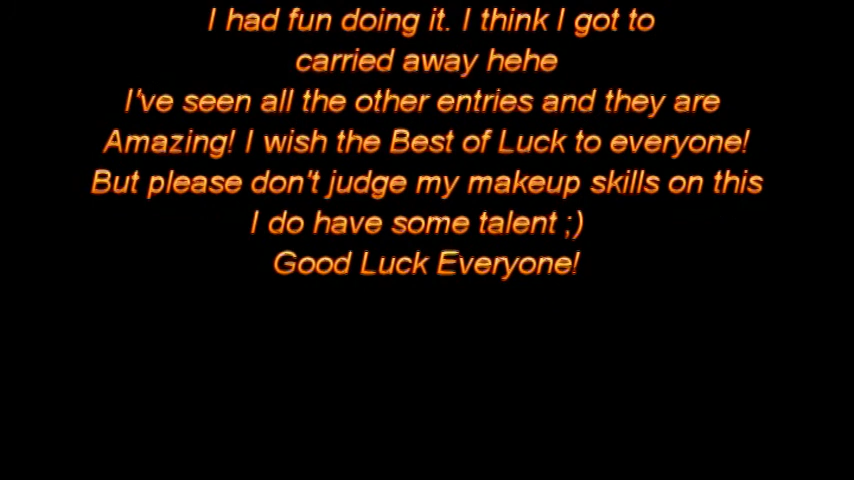 I had fun doing it. I think I got to
carried away hehe
I've seen all the other entries and they are
Amazing! I wish the Best of Luck to everyone!
But please don't judge my makeup skills on this
I do have some talent ;)
Good Luck Everyone!